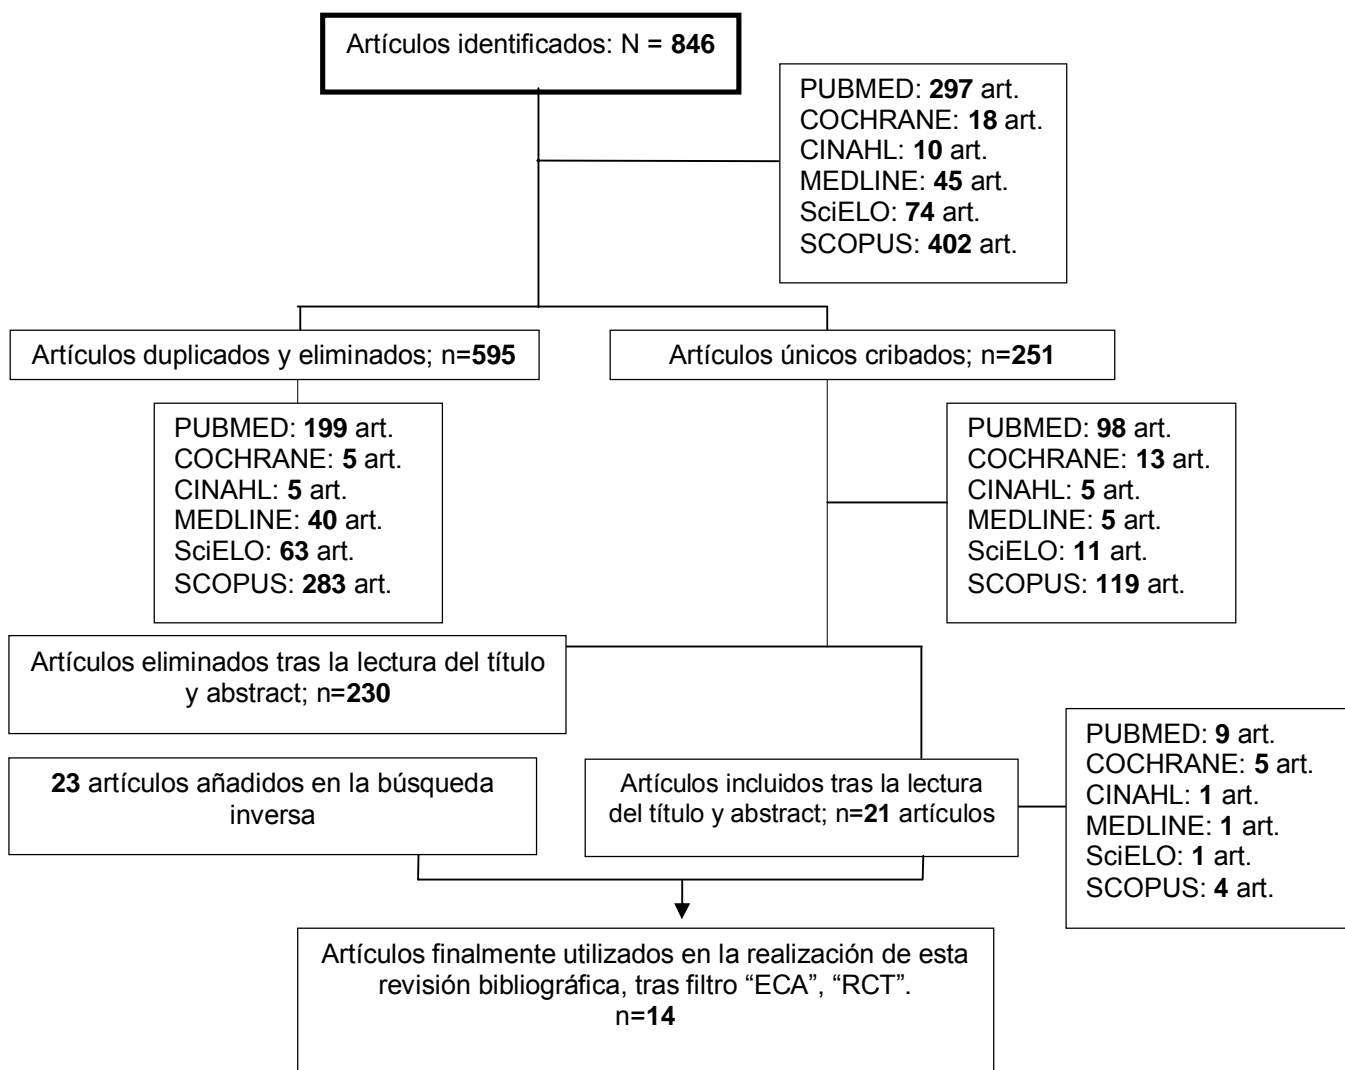 Artículos identificados: N = 846
PUBMED: 297 art.
COCHRANE: 18 art.
CINAHL: 10 art.
MEDLINE: 45 art.
SciELO: 74 art.
SCOPUS: 402 art.
Artículos duplicados y eliminados; n=595
Artículos únicos cribados; n=251
PUBMED: 199 art.
COCHRANE: 5 art.
CINAHL: 5 art.
MEDLINE: 40 art.
SciELO: 63 art.
SCOPUS: 283 art.
PUBMED: 98 art.
COCHRANE: 13 art.
CINAHL: 5 art.
MEDLINE: 5 art.
SciELO: 11 art.
SCOPUS: 119 art.
Artículos eliminados tras la lectura del título
y abstract; n=230
23 artículos añadidos en la búsqueda
inversa
Artículos incluidos tras la lectura
del título y abstract; n=21 artículos
PUBMED: 9 art.
COCHRANE: 5 art.
CINAHL: 1 art.
MEDLINE: 1 art.
SciELO: 1 art.
SCOPUS: 4 art.
Artículos finalmente utilizados en la realización de esta
revisión bibliográfica, tras filtro “ECA”, “RCT”.
n=14